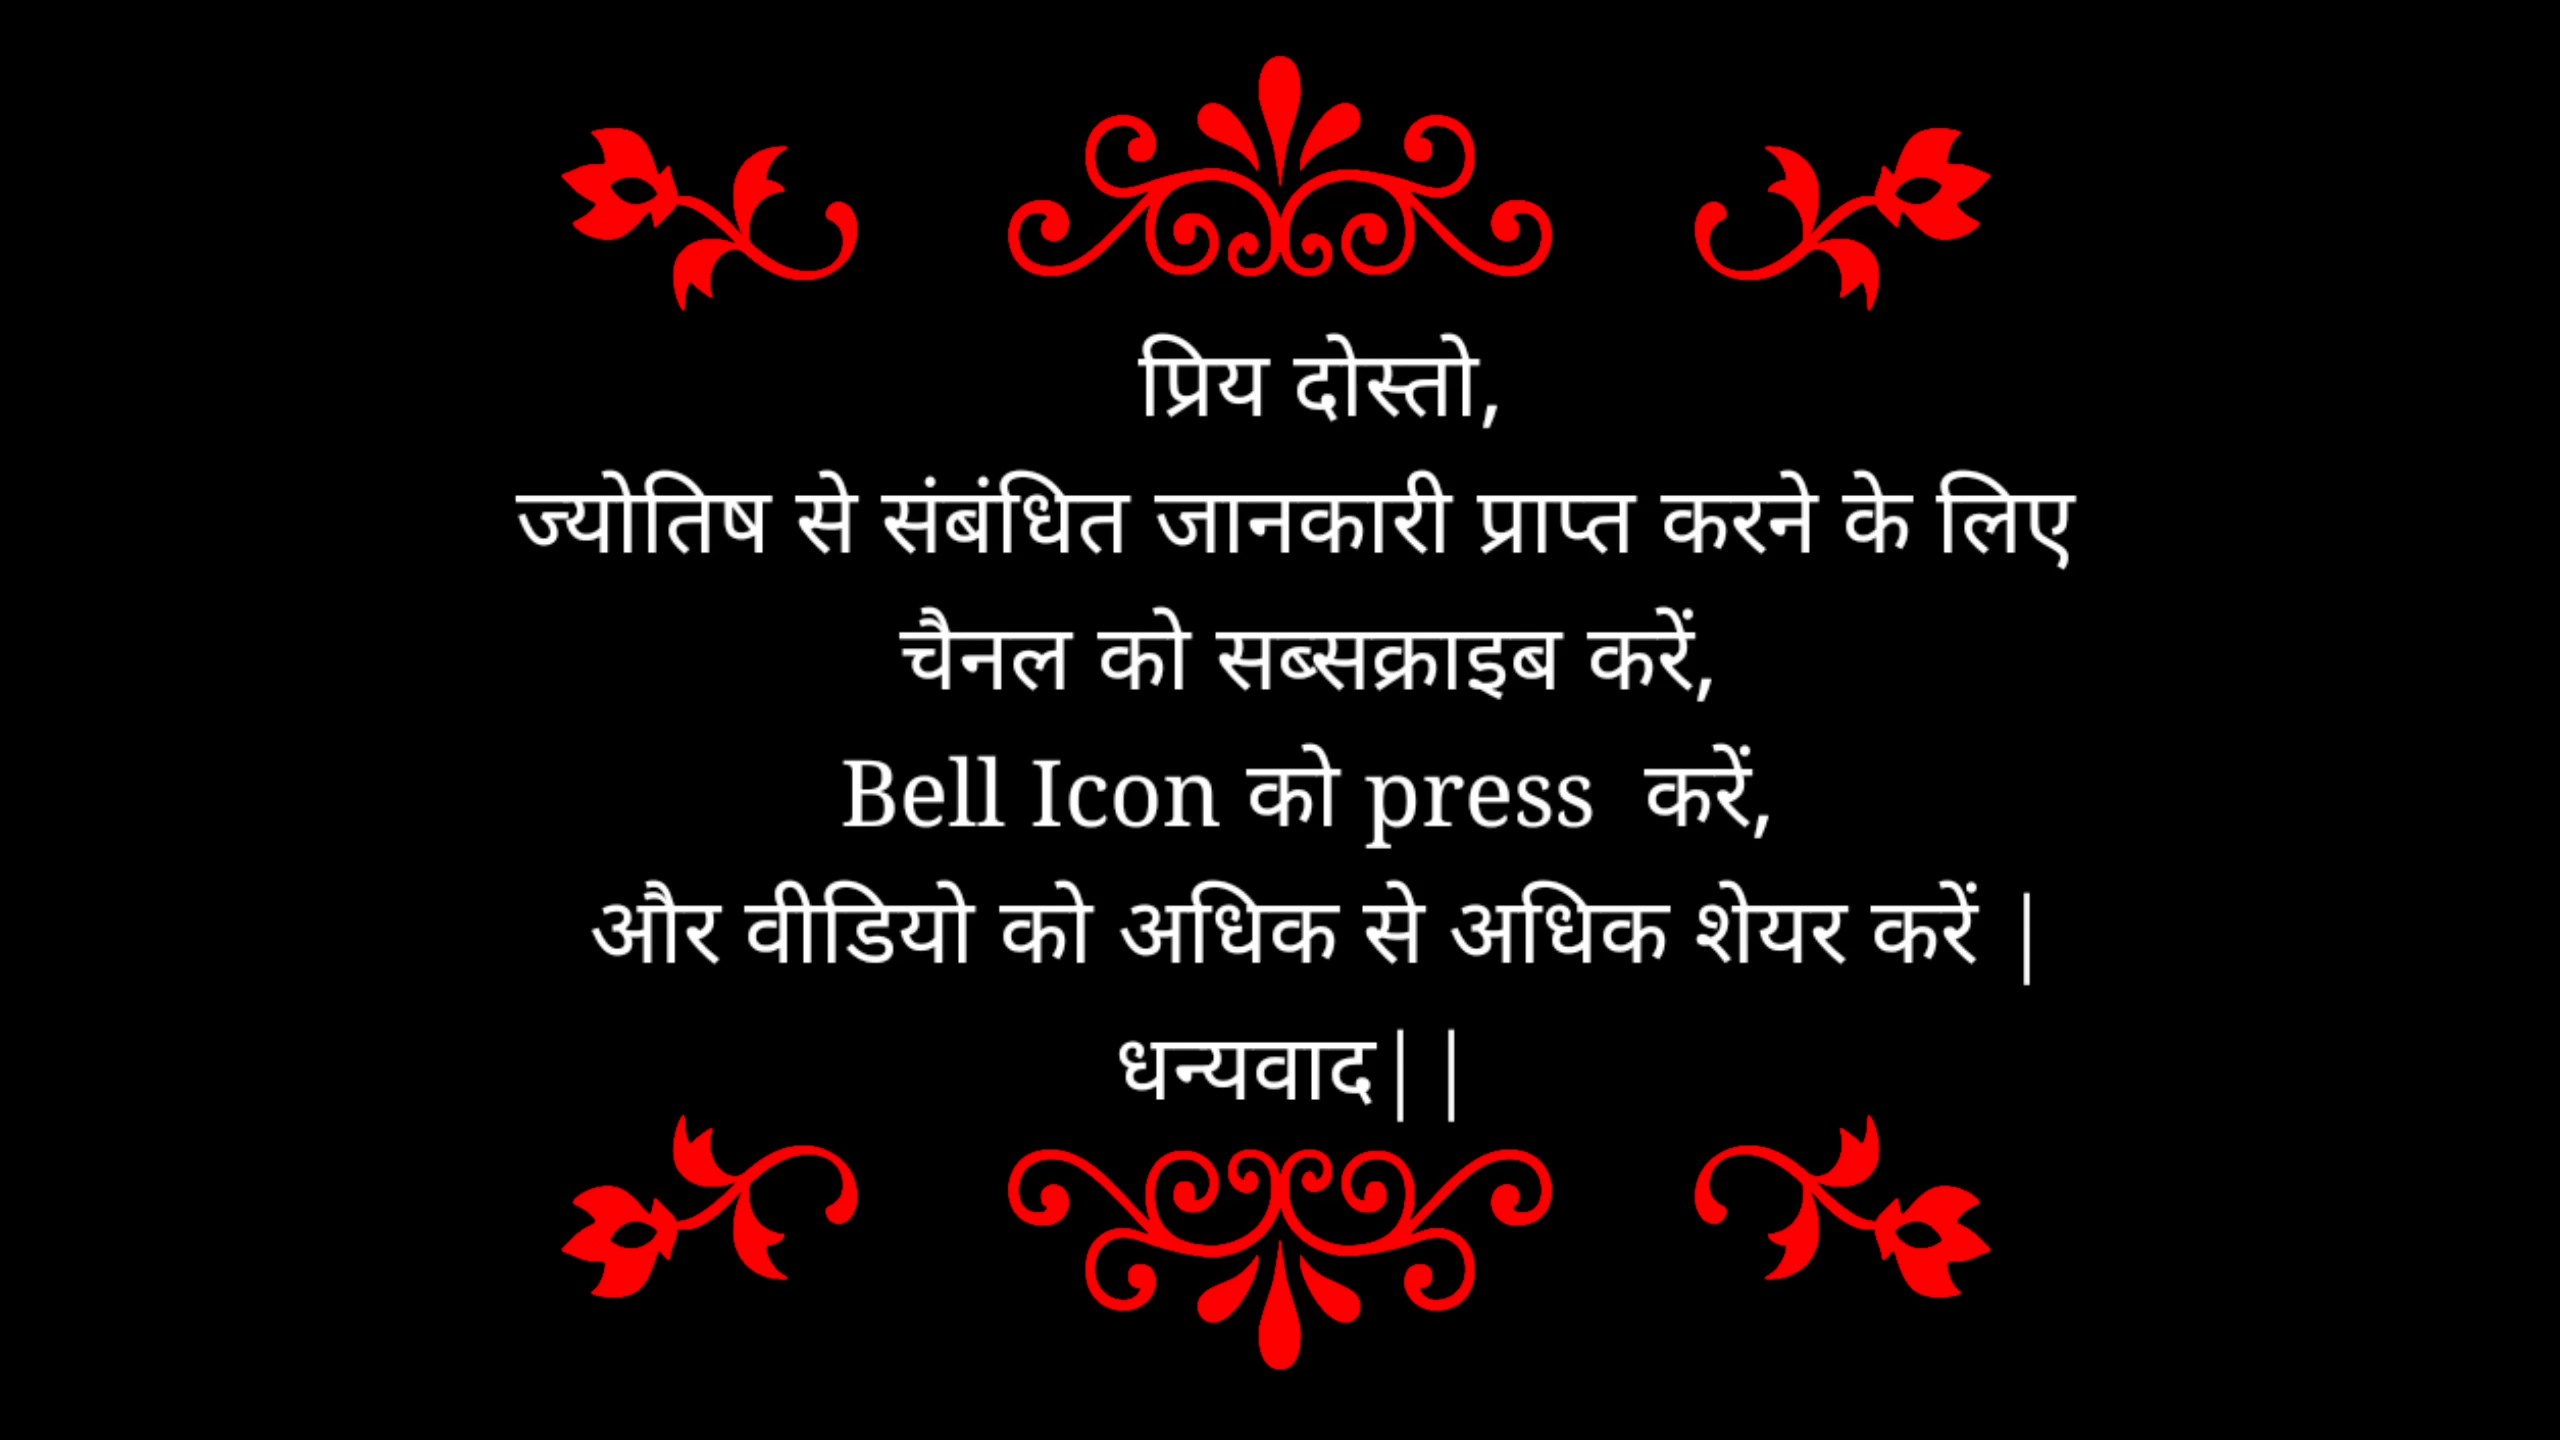 प्रिय दोस्तो,
ज्योतिष से संबंधित जानकारी प्राप्त करने के लिए
चैनल को सब्सक्राइब करें,
Bell Icon को press  करें,
और वीडियो को अधिक से अधिक शेयर करें |
धन्यवाद||